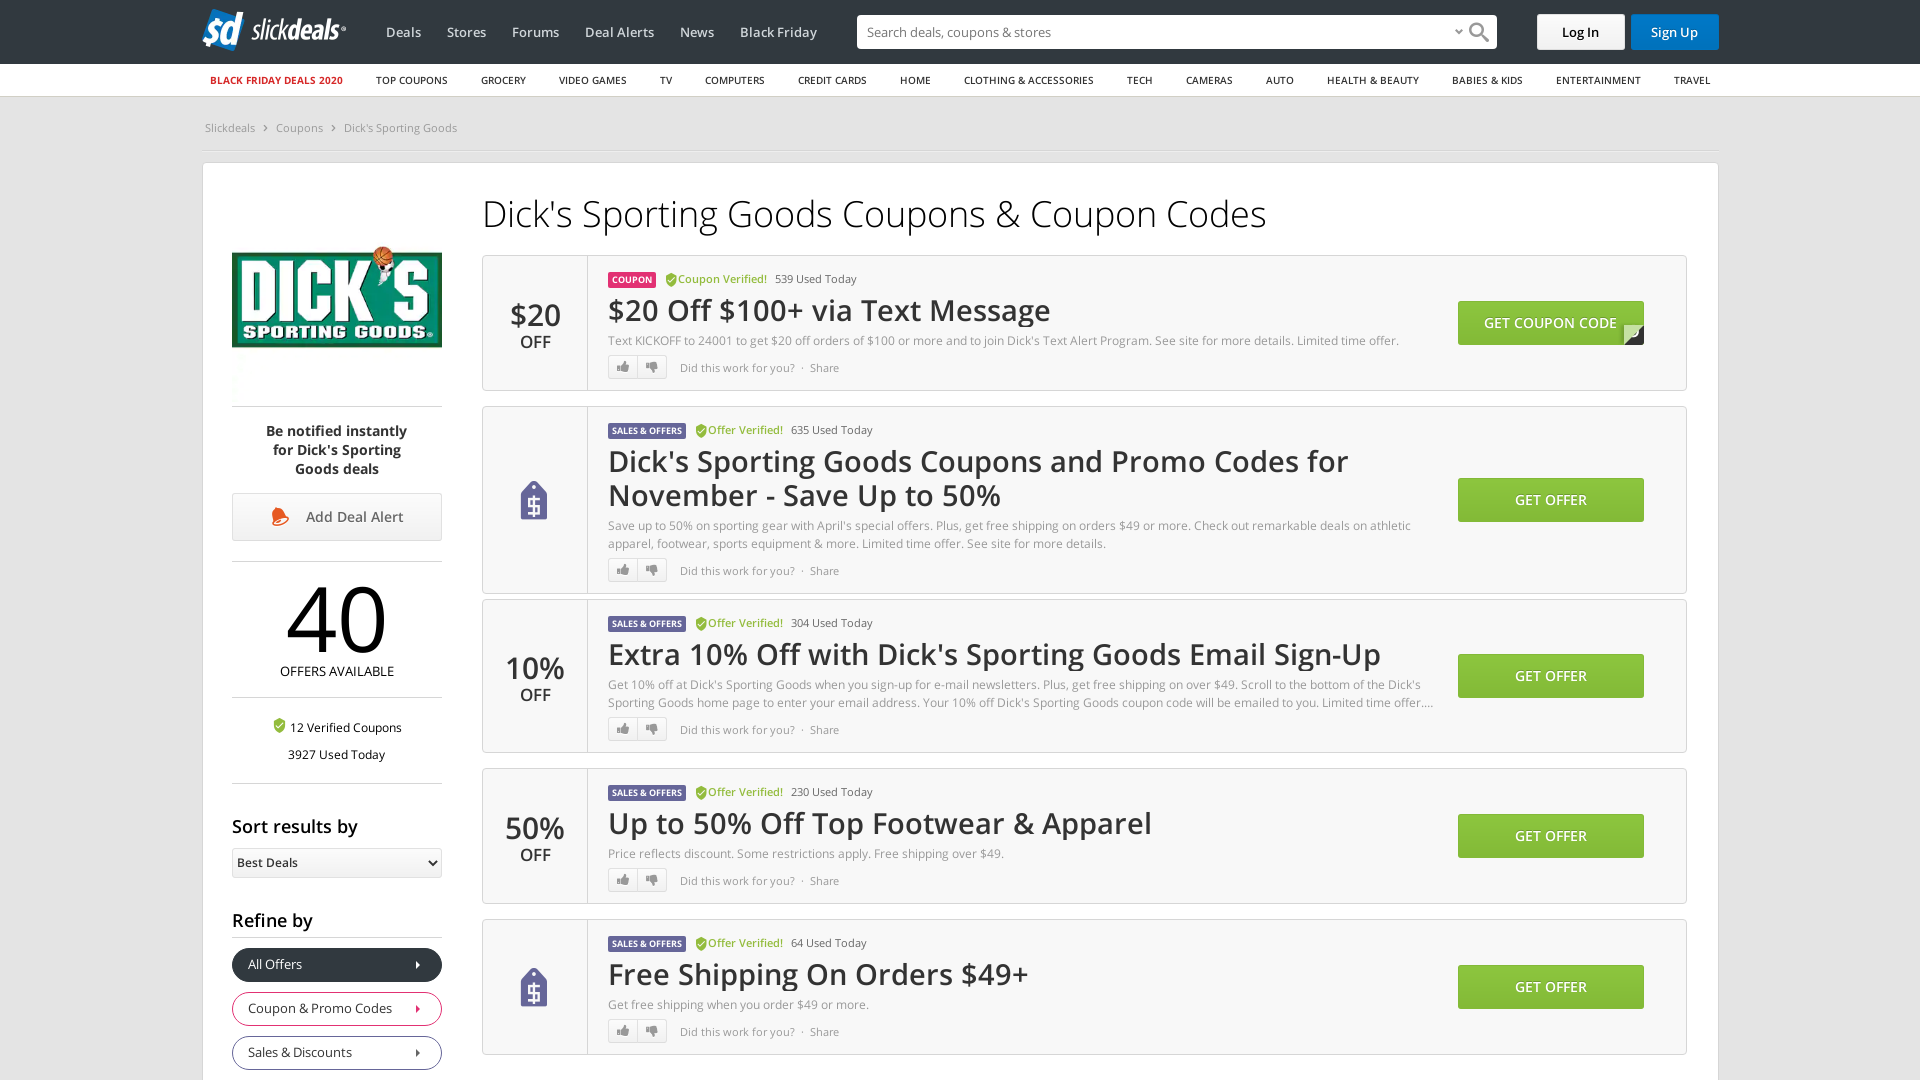 slickdeals
Deals
Stores
Forums
Deal Alerts
News
Black Friday
Search deals, coupons & stores
Log In
Sign Up
BLACK FRIDAY DEALS 2020
TOP COUPONS
GROCERY
VIDEO GAMES
TV
COMPUTERS
CREDIT CARDS
HOME
CLOTHING & ACCESSORIES
TECH
CAMERAS
AUTO
HEALTH & BEAUTY
BABIES & KIDS
ENTERTAINMENT
TRAVEL
Slickdeals > Coupons > Dick's Sporting Goods
DICK'S
SPORTING GOODS®
Be notified instantly
for Dick's Sporting
Goods deals
Add Deal Alert
40
OFFERS AVAILABLE
12 Verified Coupons
3927 Used Today
Sort results by
Best Deals
Refine by
All Offers
Coupon & Promo Codes
Sales & Discounts
Dick's Sporting Goods Coupons & Coupon Codes
$20
OFF
COUPON Coupon Verified! 539 Used Today
$20 Off $100+ via Text Message
Text KICKOFF to 24001 to get $20 off orders of $100 or more and to join Dick's Text Alert Program. See site for more details. Limited time offer.
Did this work for you? · Share
GET COUPON CODE
SALES & OFFERS Offer Verified! 635 Used Today
Dick's Sporting Goods Coupons and Promo Codes for
November - Save Up to 50%
Save up to 50% on sporting gear with April's special offers. Plus, get free shipping on orders $49 or more. Check out remarkable deals on athletic
apparel, footwear, sports equipment & more. Limited time offer. See site for more details.
Did this work for you? · Share
GET OFFER
10%
OFF
SALES & OFFERS Offer Verified! 304 Used Today
Extra 10% Off with Dick's Sporting Goods Email Sign-Up
Get 10% off at Dick's Sporting Goods when you sign-up for e-mail newsletters. Plus, get free shipping on over $49. Scroll to the bottom of the Dick's
Sporting Goods home page to enter your email address. Your 10% off Dick's Sporting Goods coupon code will be emailed to you. Limited time offer....
Did this work for you? · Share
GET OFFER
50%
OFF
SALES & OFFERS Offer Verified! 230 Used Today
Up to 50% Off Top Footwear & Apparel
Price reflects discount. Some restrictions apply. Free shipping over $49.
Did this work for you? · Share
GET OFFER
SALES & OFFERS Offer Verified! 64 Used Today
Free Shipping On Orders $49+
Get free shipping when you order $49 or more.
Did this work for you? · Share
GET OFFER